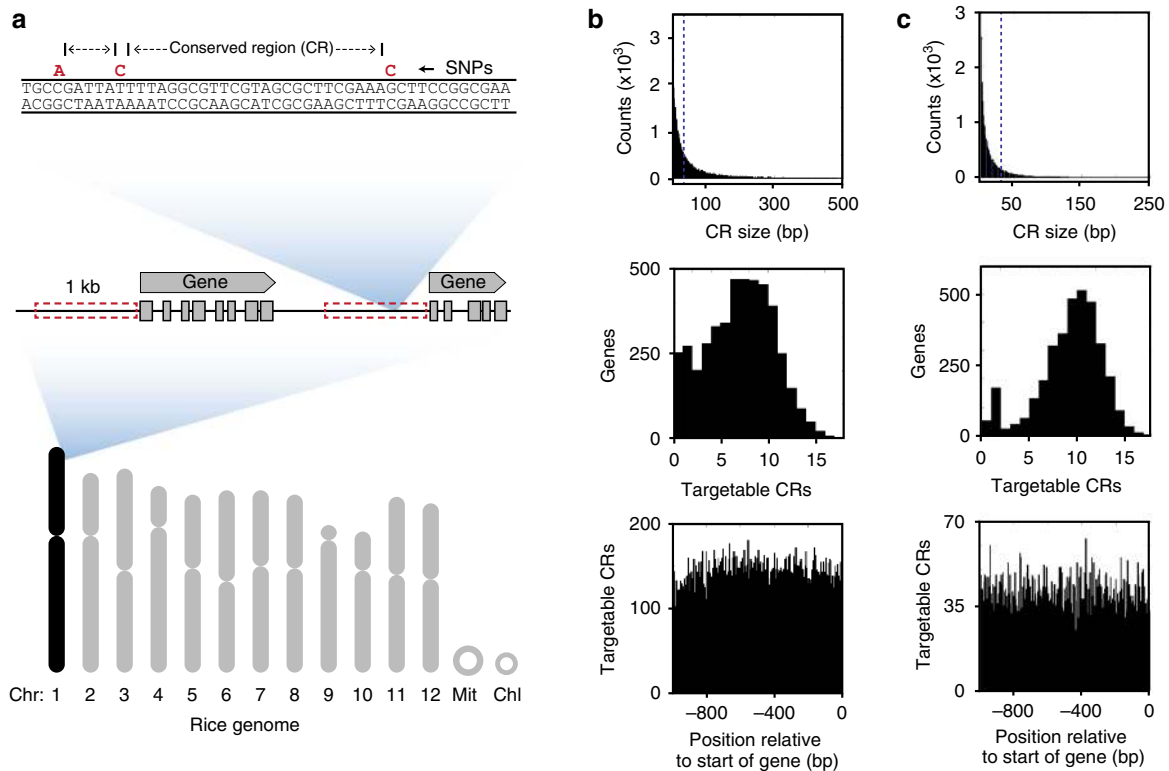 a
Conserved region (CR)
A C C ← SNPs
TGCCGATTATTTTAGGCGTTCGTAGCGCTTCGAAAGCTTCCGGCGAA
ACGGCTAATAAAATCCGCAAGCATCGCGAAGCTTTCGAAGGCCGCTT
1 kb
Gene
Gene
Chr: 1 2 3 4 5 6 7 8 9 10 11 12 Mit Chl
Rice genome
b
Counts (x10³)
3
2
1
0
100 300 500
CR size (bp)
Genes
500
250
0
0 5 10 15
Targetable CRs
Targetable CRs
200
100
0
−800 −400 0
Position relative
to start of gene (bp)
c
Counts (x10³)
3
2
1
0
50 150 250
CR size (bp)
Genes
500
250
0
0 5 10 15
Targetable CRs
Targetable CRs
70
35
0
−800 −400 0
Position relative
to start of gene (bp)